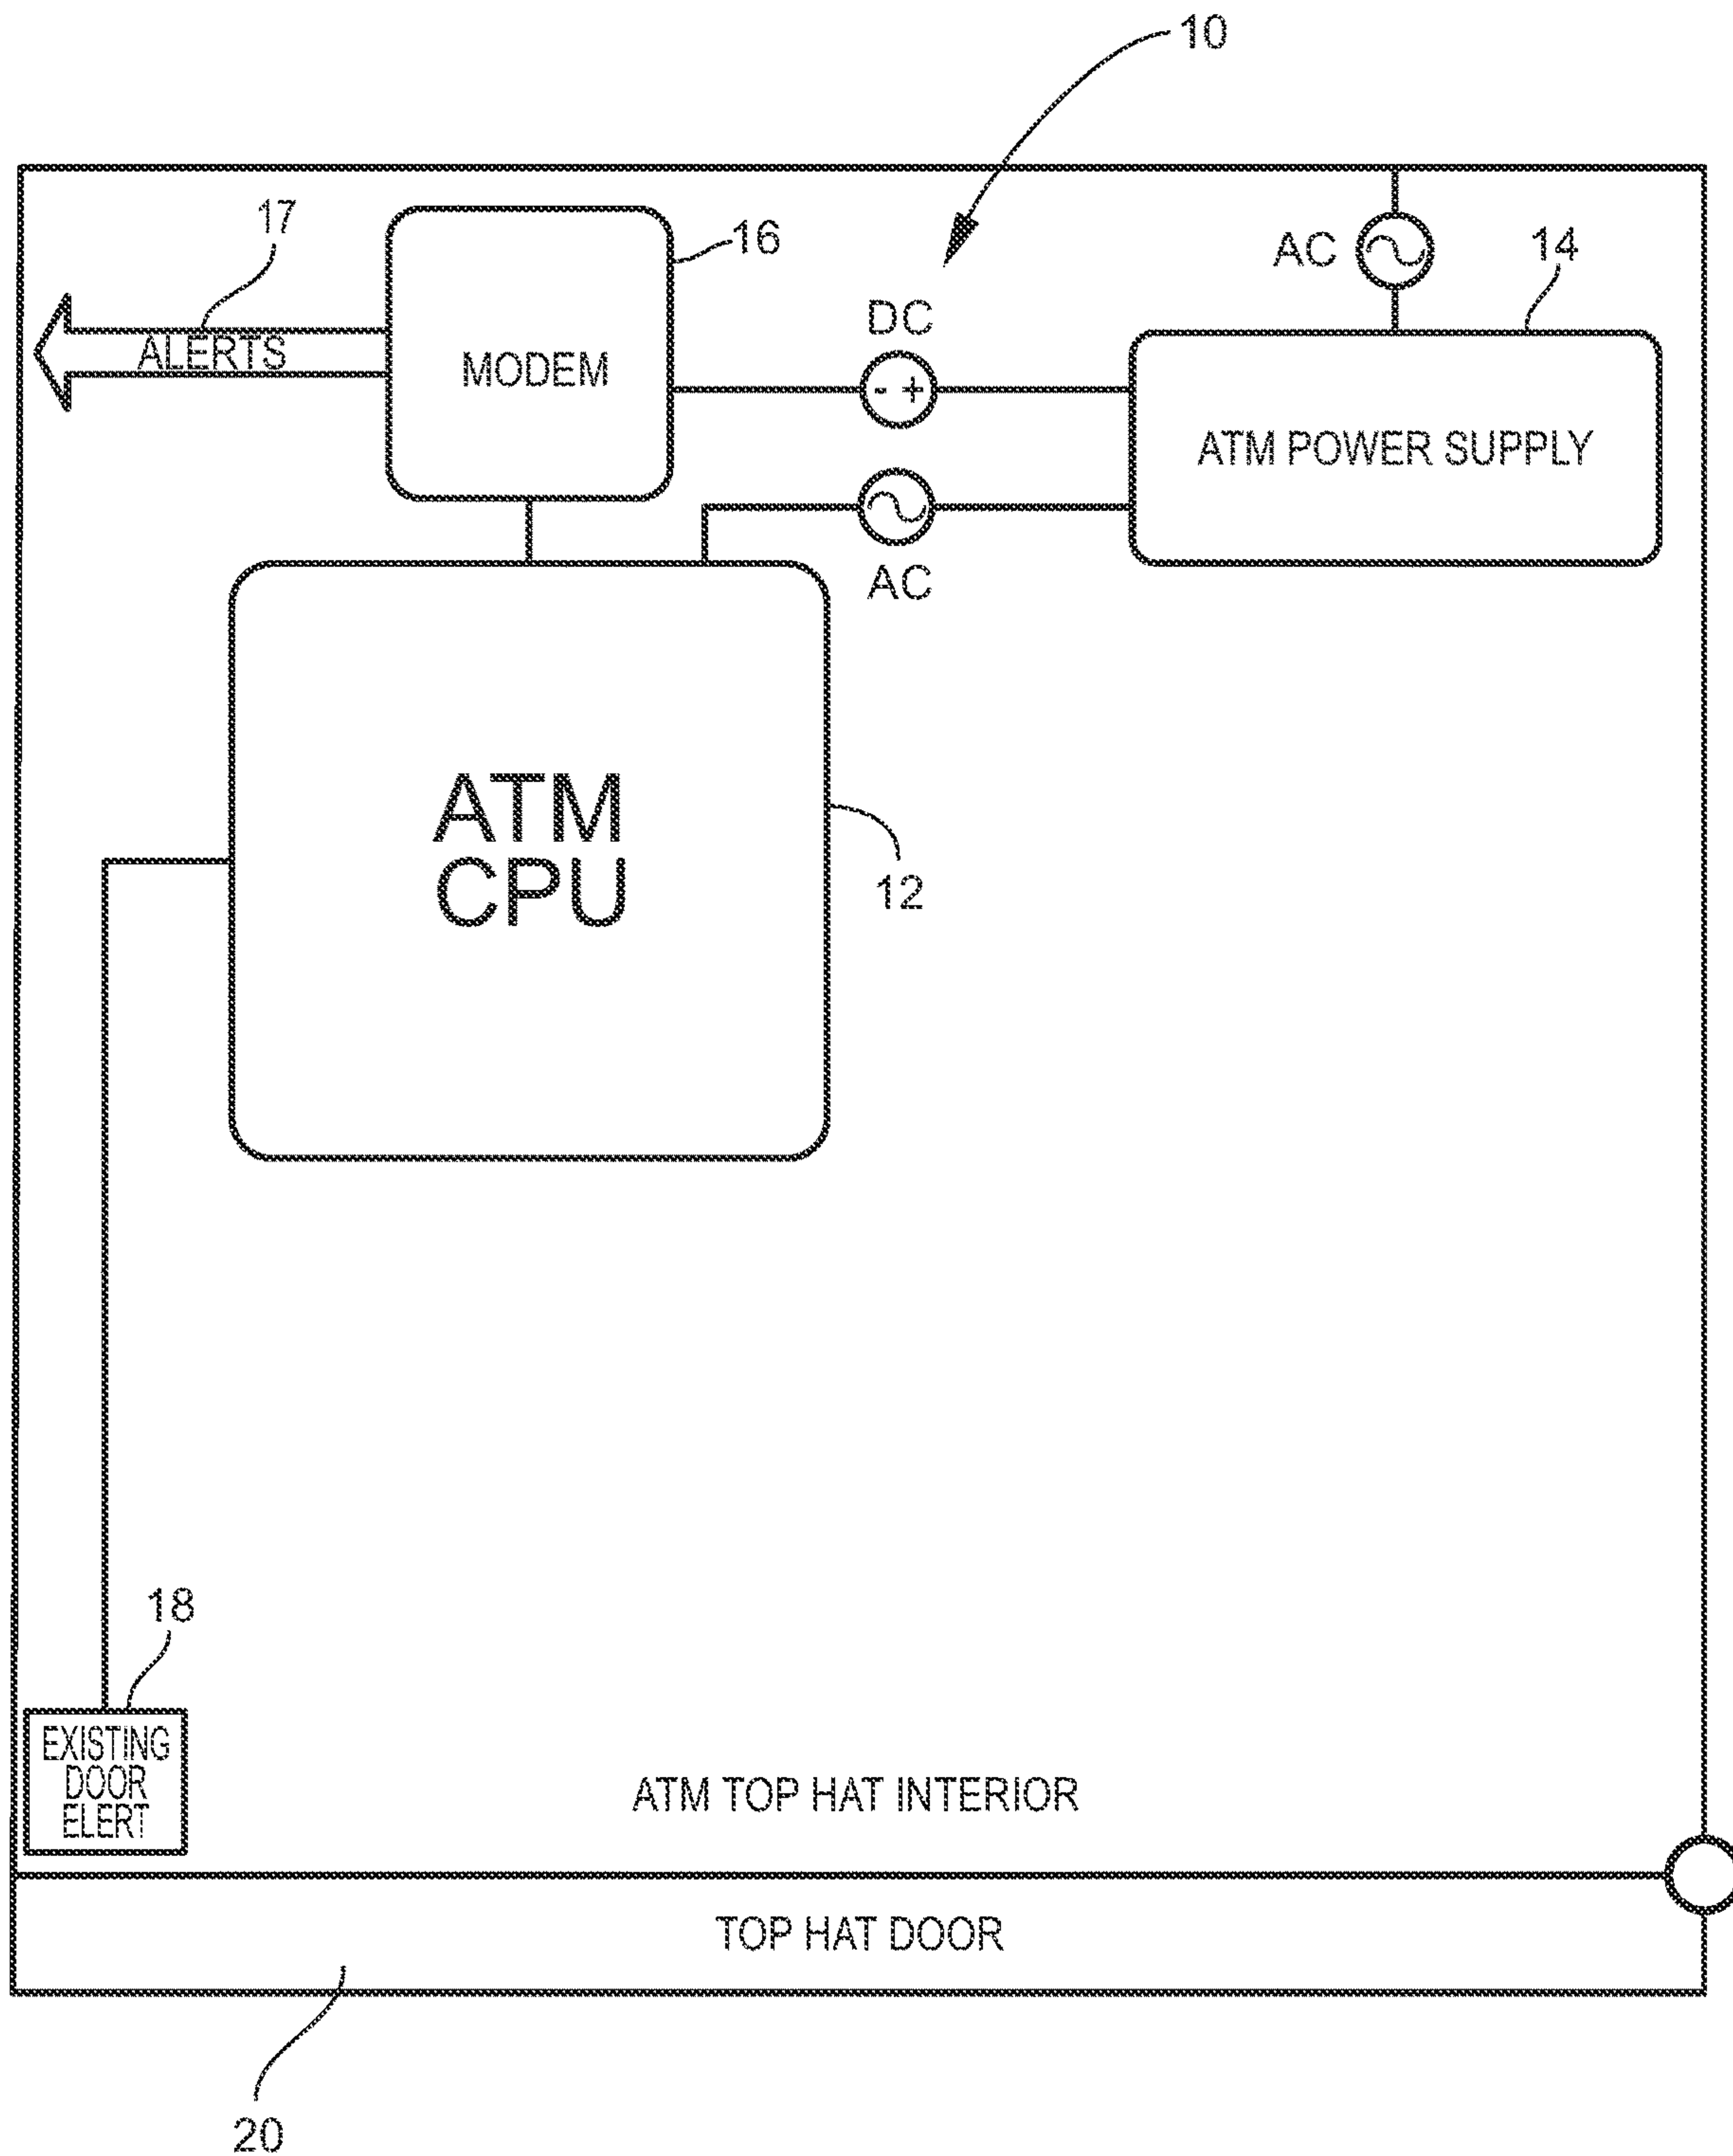 10
17
16
AC
14
DC
ALERTS
MODEM
- +
ATM POWER SUPPLY
AC
ATM
CPU
12
18
EXISTING
DOOR
ELERT
ATM TOP HAT INTERIOR
TOP HAT DOOR
20